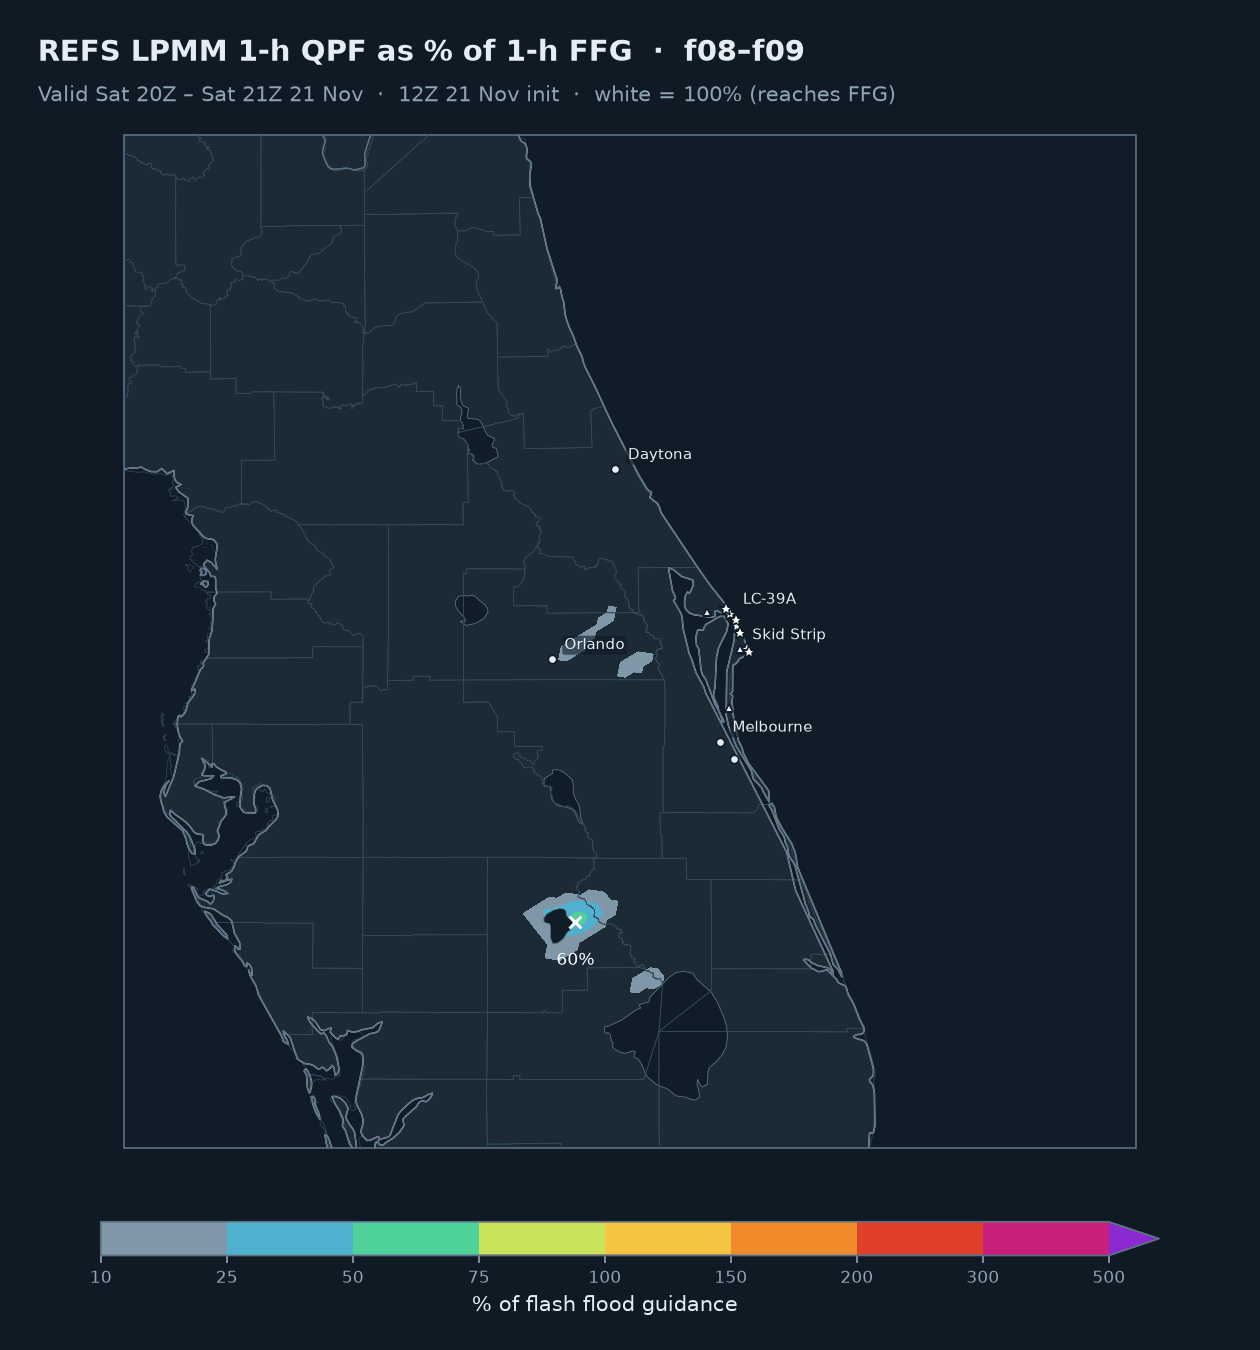 REFS LPMM 1-h QPF as % of 1-h FFG · f08–f09
Valid Sat 20Z – Sat 21Z 21 Nov · 12Z 21 Nov init · white = 100% (reaches FFG)
Daytona
LC-39A
Skid Strip
Orlando
Melbourne
60%
10 25 50 75 100 150 200 300 500
% of flash flood guidance